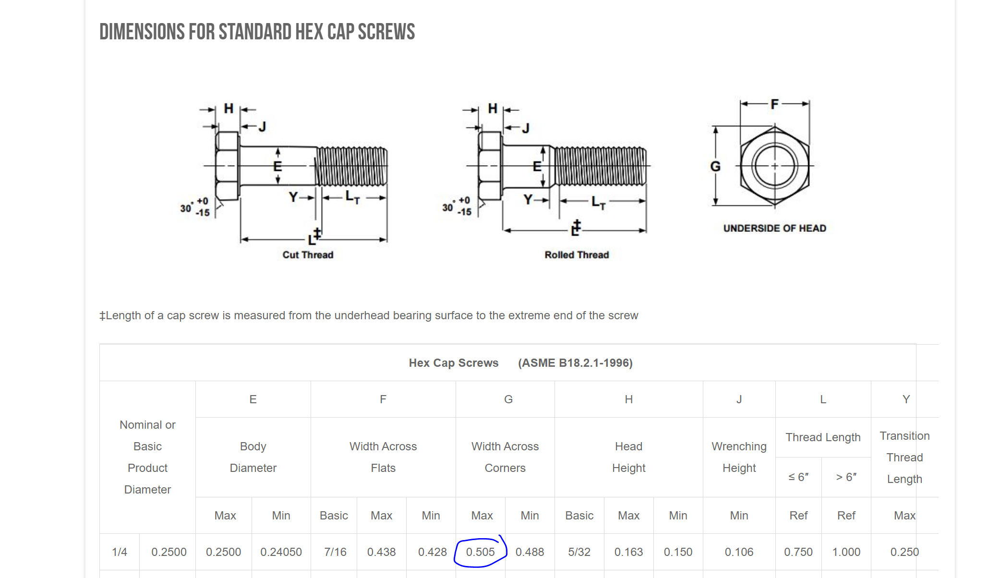 DIMENSIONS FOR STANDARD HEX CAP SCREWS
H H F
J J
E E G
30° +0 -15 Y LT 30° +0 -15 Y LT
L‡ L‡
UNDERSIDE OF HEAD
Cut Thread Rolled Thread
‡Length of a cap screw is measured from the underhead bearing surface to the extreme end of the screw
Hex Cap Screws (ASME B18.2.1-1996)
Nominal or Basic Product Diameter
E F G H J L Y
Body Diameter
Width Across Flats
Width Across Corners
Head Height
Wrenching Height
Thread Length
Transition Thread Length
≤ 6″ > 6″
Max Min Basic Max Min Max Min Basic Max Min Min Ref Ref Max
1/4 0.2500 0.2500 0.24050 7/16 0.438 0.428 0.505 0.488 5/32 0.163 0.150 0.106 0.750 1.000 0.250